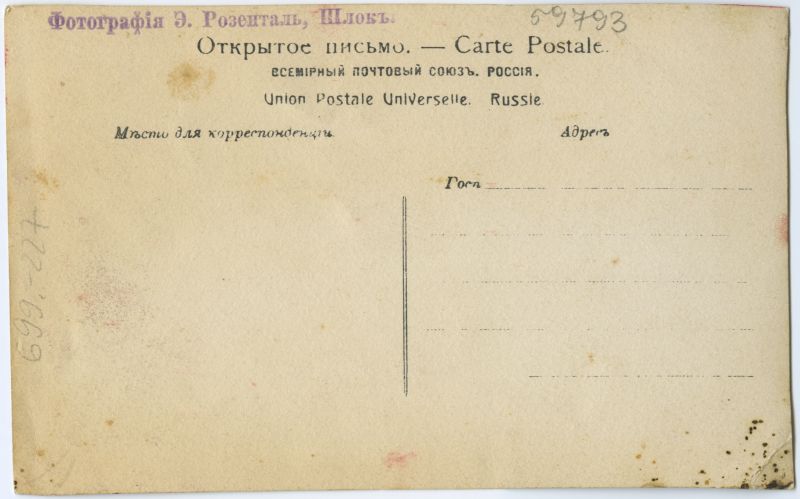 Фотографія Э. Розенталь, Шлокъ.
59793
Открытое письмо. — Carte Postale.
ВСЕМІРНЫЙ ПОЧТОВЫЙ СОЮЗЪ. РОССІЯ.
Union Postale Universelle. Russie
Мѣсто для корреспонденціи.
Адресъ
Госп.
699.-227-